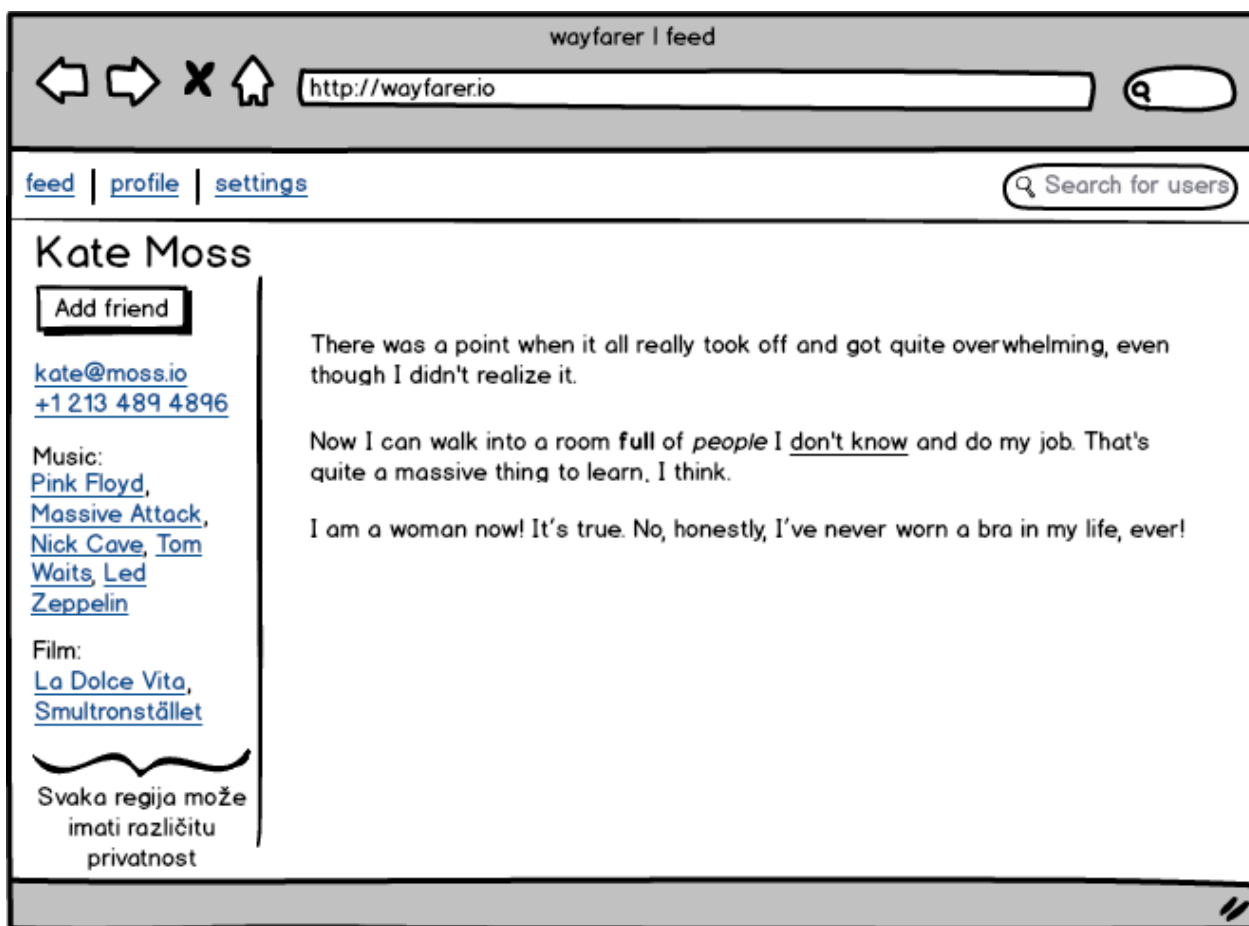 wayfarer | feed
http://wayfarer.io
feed | profile | settings
Search for users
Kate Moss
Add friend
kate@moss.io
+1 213 489 4896
Music:
Pink Floyd,
Massive Attack,
Nick Cave, Tom
Waits, Led
Zeppelin
Film:
La Dolce Vita,
Smultronstället
Svaka regija može
imati različitu
privatnost
There was a point when it all really took off and got quite overwhelming, even
though I didn't realize it.
Now I can walk into a room full of people I don't know and do my job. That's
quite a massive thing to learn, I think.
I am a woman now! It’s true. No, honestly, I’ve never worn a bra in my life, ever!